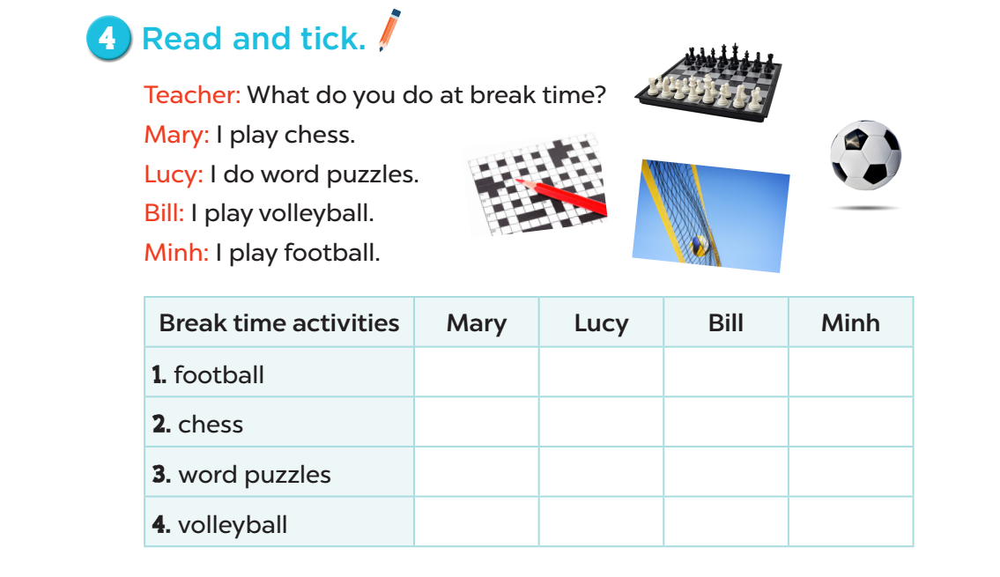 4 Read and tick.
Teacher: What do you do at break time?
Mary: I play chess.
Lucy: I do word puzzles.
Bill: I play volleyball.
Minh: I play football.
Break time activities Mary Lucy Bill Minh
1. football
2. chess
3. word puzzles
4. volleyball